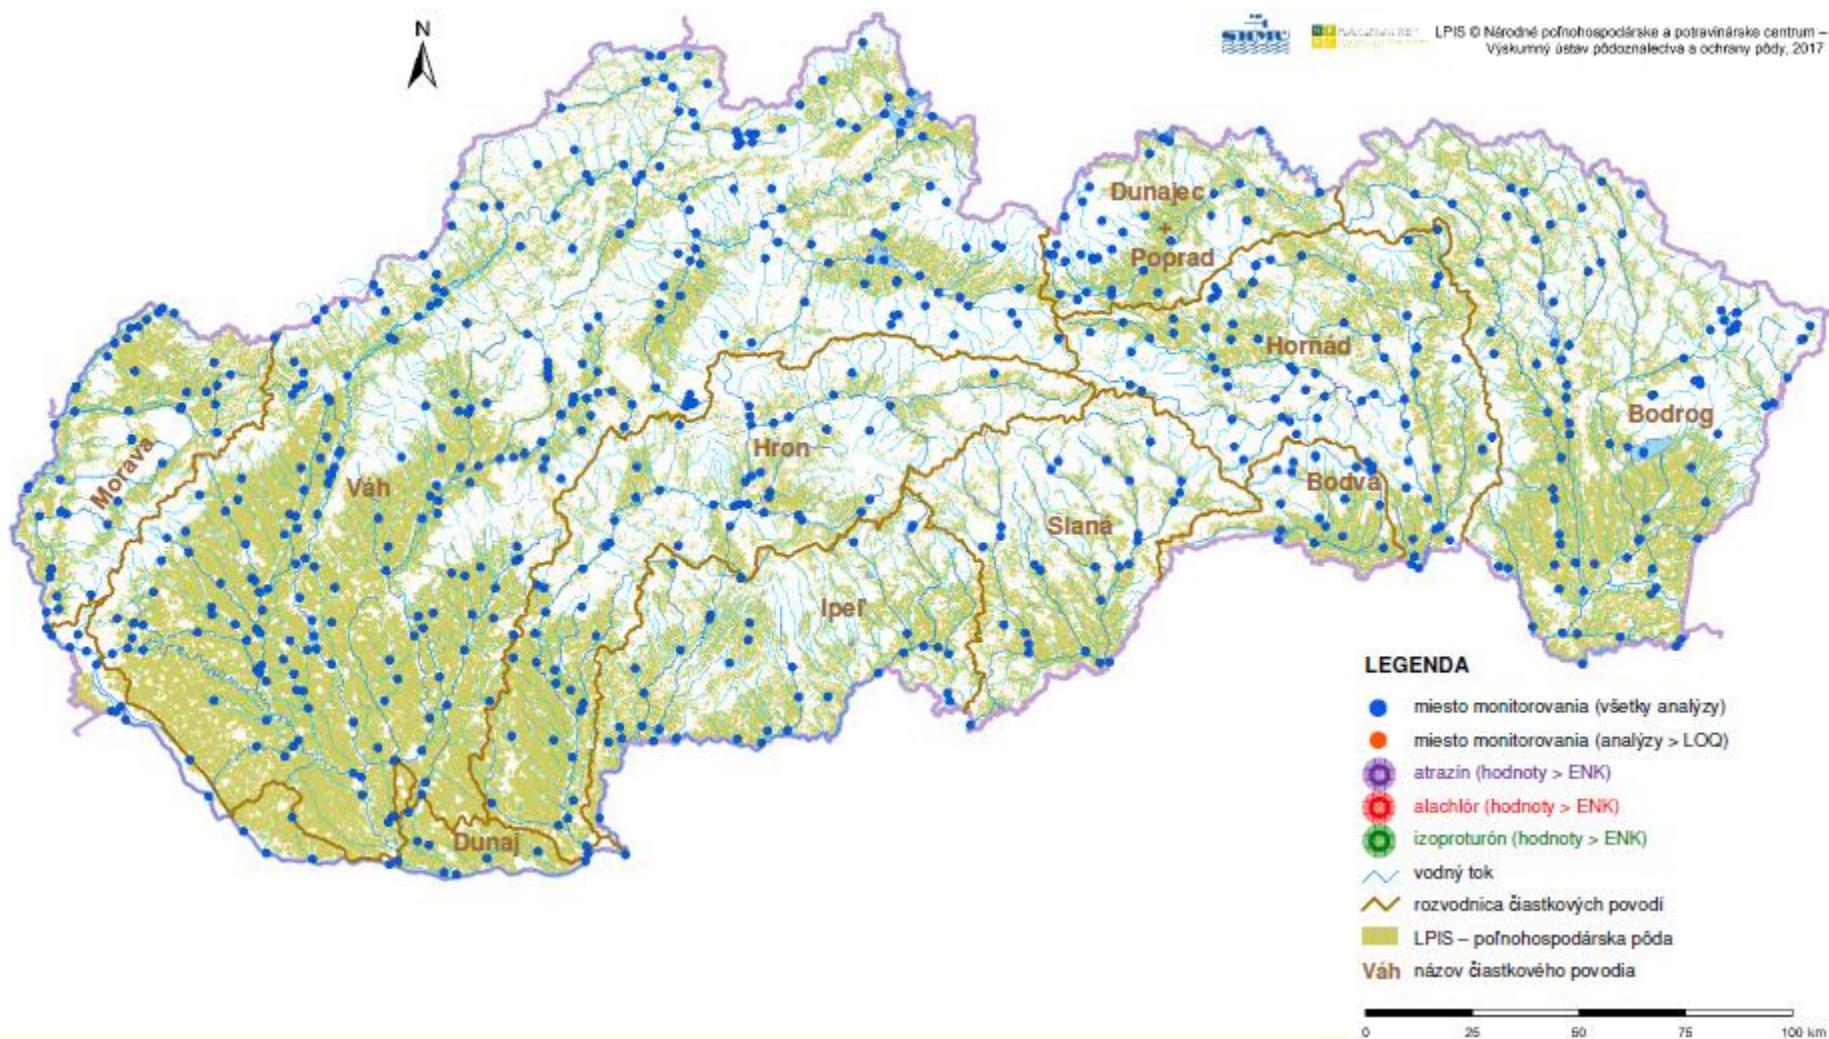 N
SHMÚ
LPIS © Národné poľnohospodárske a potravinárske centrum –
Výskumný ústav pôdoznalectva a ochrany pôdy, 2017
Dunajec
+
Poprad
Hornád
Bodrog
Morava
Váh
Hron
Bodva
Slaná
Ipeľ
Dunaj
LEGENDA
miesto monitorovania (všetky analýzy)
miesto monitorovania (analýzy > LOQ)
atrazín (hodnoty > ENK)
alachlór (hodnoty > ENK)
izoproturón (hodnoty > ENK)
vodný tok
rozvodnica čiastkových povodí
LPIS – poľnohospodárska pôda
Váh názov čiastkového povodia
0 25 50 75 100 km